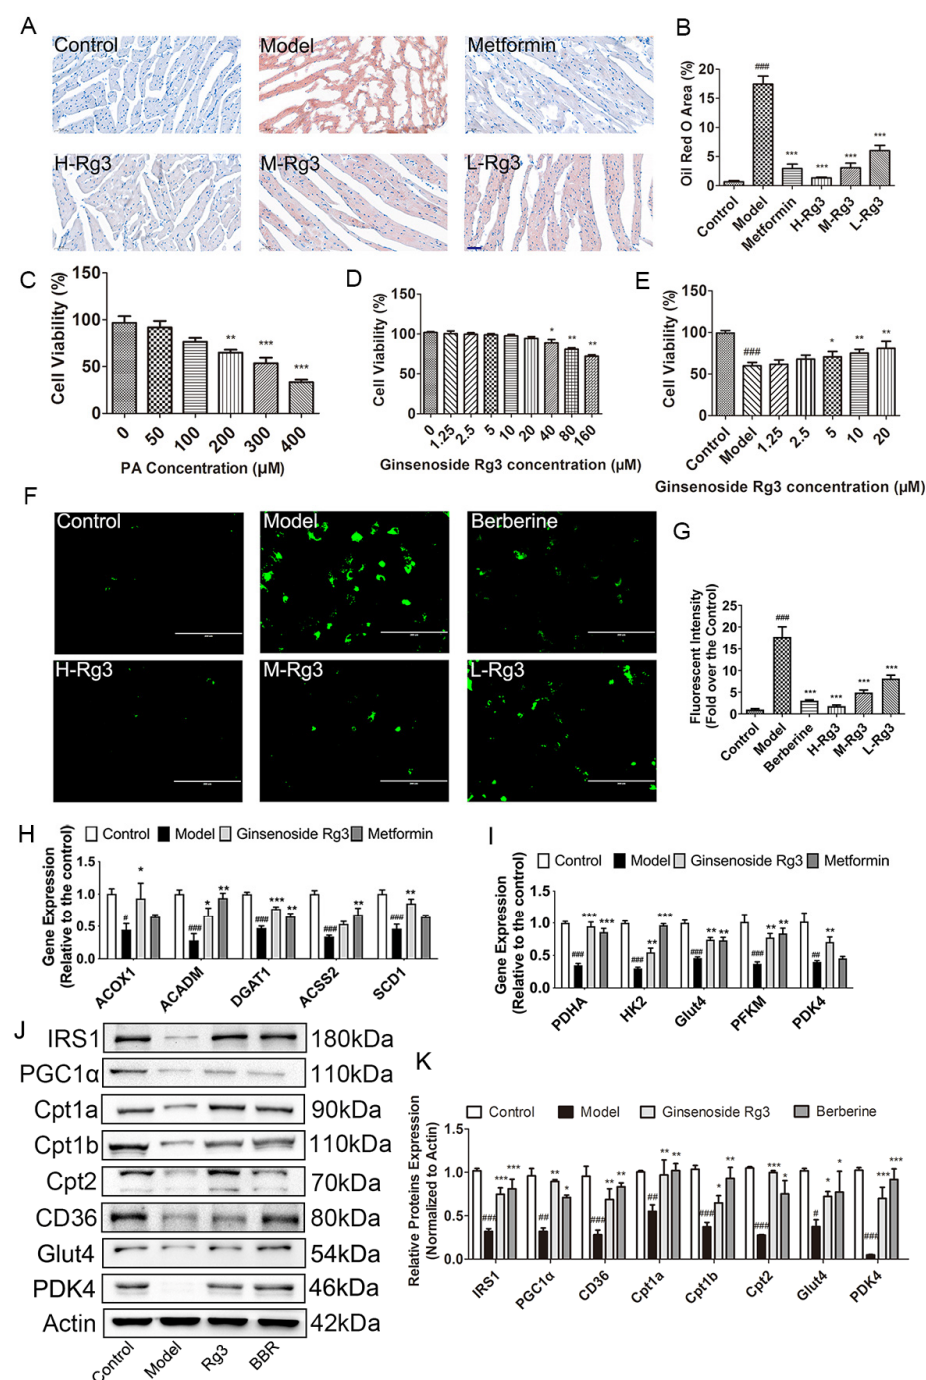 A
Control
Model
Metformin
H-Rg3
M-Rg3
L-Rg3
B
Oil Red O Area (%)
20
15
10
5
0
###
***
***
***
***
Control
Model
Metformin
H-Rg3
M-Rg3
L-Rg3
C
Cell Viability (%)
150
100
50
0
**
***
***
0
50
100
200
300
400
PA Concentration (μM)
D
Cell Viability (%)
150
100
50
0
*
**
**
0
1.25
2.5
5
10
20
40
80
160
Ginsenoside Rg3 concentration (μM)
E
Cell Viability (%)
150
100
50
0
###
*
**
**
Control
Model
1.25
2.5
5
10
20
Ginsenoside Rg3 concentration (μM)
F
Control
Model
Berberine
H-Rg3
M-Rg3
L-Rg3
G
Fluorescent Intensity
(Fold over the Control)
25
20
15
10
5
0
###
***
***
***
***
Control
Model
Berberine
H-Rg3
M-Rg3
L-Rg3
H
Control Model Ginsenoside Rg3 Metformin
Gene Expression
(Relative to the control)
1.5
1.0
0.5
0.0
#
*
###
*
**
###
***
**
###
**
###
**
ACOX1
ACADM
DGAT1
ACSS2
SCD1
I
Control Model Ginsenoside Rg3 Metformin
Gene Expression
(Relative to the control)
1.5
1.0
0.5
0.0
###
***
***
###
**
***
###
**
**
###
**
**
##
**
PDHA
HK2
Glut4
PFKM
PDK4
J
IRS1 180kDa
PGC1α 110kDa
Cpt1a 90kDa
Cpt1b 110kDa
Cpt2 70kDa
CD36 80kDa
Glut4 54kDa
PDK4 46kDa
Actin 42kDa
Control
Model
Rg3
BBR
K
Control Model Ginsenoside Rg3 Berberine
Relative Proteins Expression
(Normalized to Actin)
1.5
1.0
0.5
0.0
###
***
***
##
**
*
###
**
**
##
**
**
###
*
**
###
***
*
#
*
*
###
***
***
IRS1
PGC1α
CD36
Cpt1a
Cpt1b
Cpt2
Glut4
PDK4